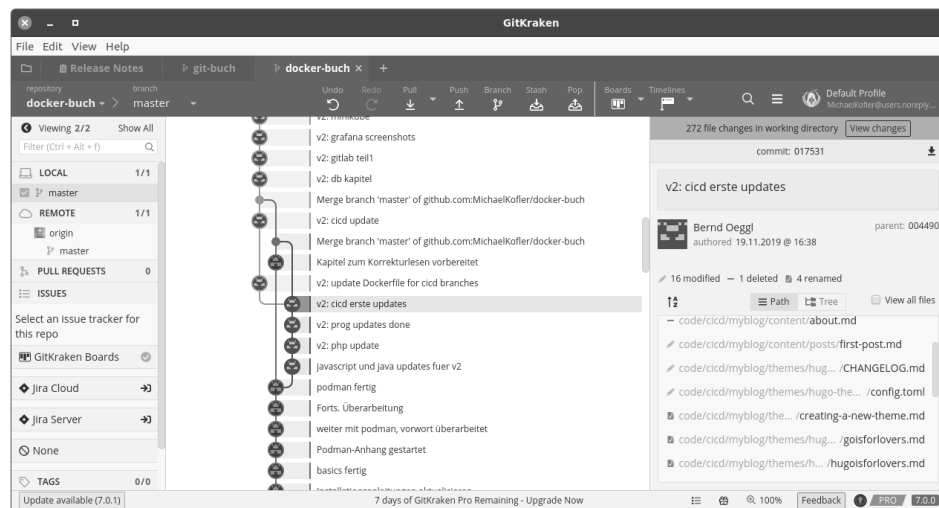 GitKraken
File Edit View Help
Release Notes
git-buch
docker-buch
repository
docker-buch
branch
master
Undo
Redo
Pull
Push
Branch
Stash
Pop
Boards
Timelines
Default Profile
MichaelKofler@users.noreply....
Viewing 2/2 Show All
Filter (Ctrl + Alt + f)
LOCAL 1/1
master
REMOTE 1/1
origin
master
PULL REQUESTS 0
ISSUES
Select an issue tracker for
this repo
GitKraken Boards
Jira Cloud
Jira Server
None
TAGS 0/0
v2: minikube
v2: grafana screenshots
v2: gitlab teil1
v2: db kapitel
Merge branch 'master' of github.com:MichaelKofler/docker-buch
v2: cicd update
Merge branch 'master' of github.com:MichaelKofler/docker-buch
Kapitel zum Korrekturlesen vorbereitet
v2: update Dockerfile for cicd branches
v2: cicd erste updates
v2: prog updates done
v2: php update
javascript und java updates fuer v2
podman fertig
Forts. Überarbeitung
weiter mit podman, vorwort überarbeitet
Podman-Anhang gestartet
basics fertig
Installationsanleitungen aktualisieren
272 file changes in working directory View changes
commit: 017531
v2: cicd erste updates
Bernd Oeggl
authored 19.11.2019 @ 16:38
parent: 004490
16 modified 1 deleted 4 renamed
Path Tree View all files
code/cicd/myblog/content/about.md
code/cicd/myblog/content/posts/first-post.md
code/cicd/myblog/themes/hug... /CHANGELOG.md
code/cicd/myblog/themes/hugo-the... /config.toml
code/cicd/myblog/the... /creating-a-new-theme.md
code/cicd/myblog/themes/hug... /goisforlovers.md
code/cicd/myblog/themes/h... /hugoisforlovers.md
Update available (7.0.1)
7 days of GitKraken Pro Remaining - Upgrade Now
100%
Feedback
PRO
7.0.0